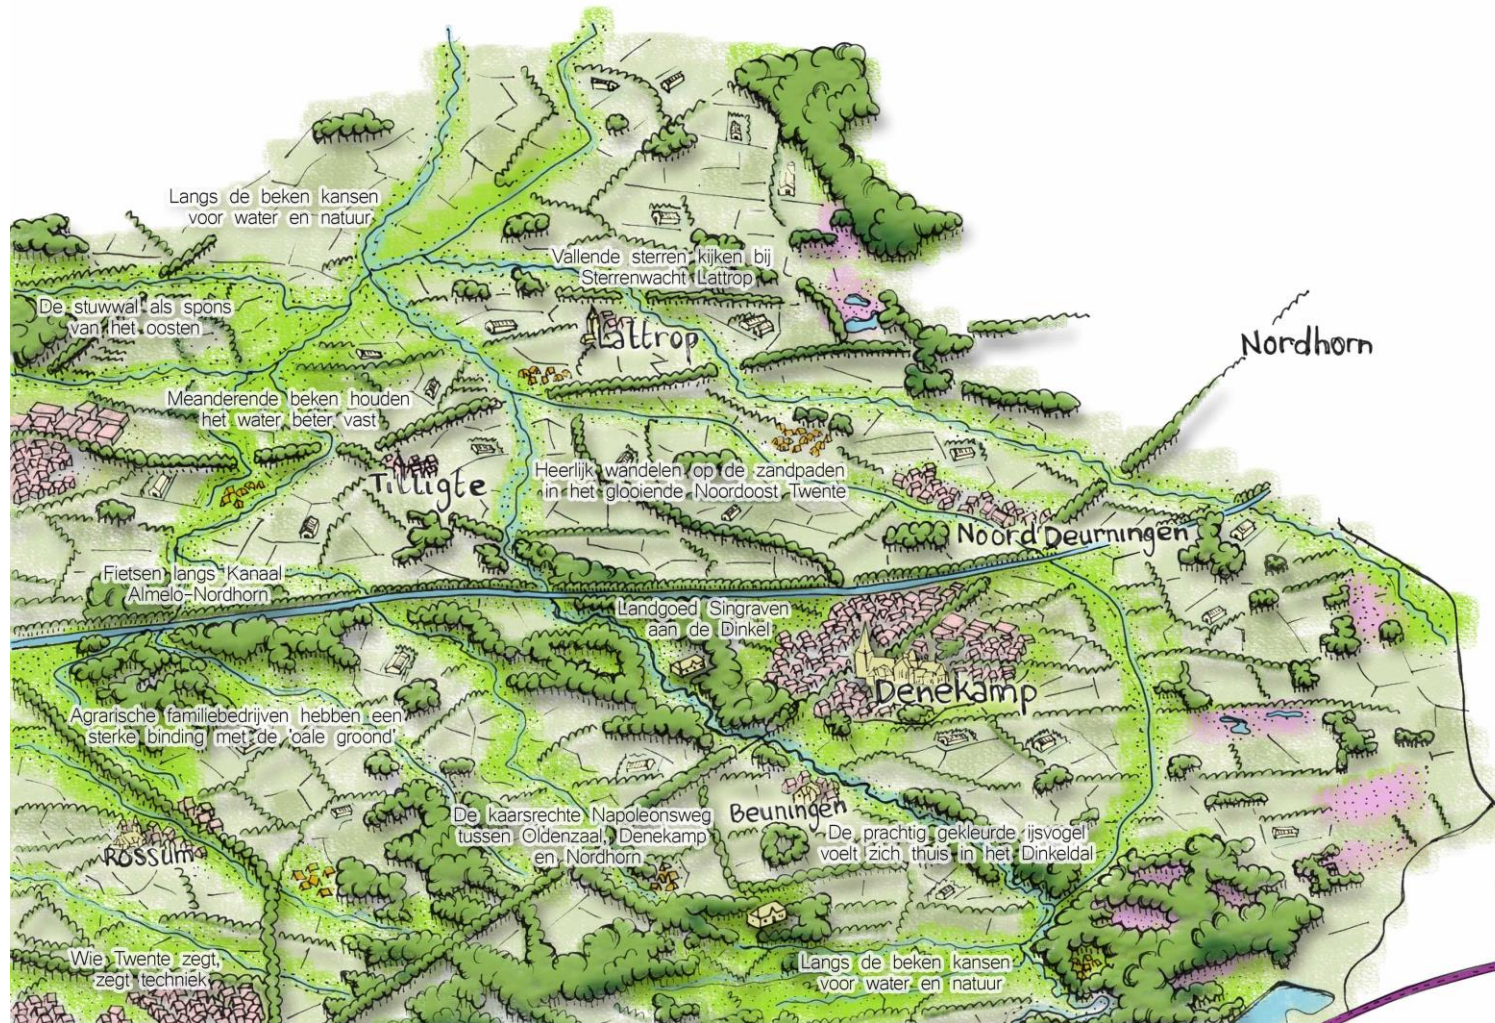 Langs de beken kansen
voor water en natuur
Vallende sterren kijken bij
Sterrenwacht Lattrop
De stuwwal als spons
van het oosten
Lattrop
Nordhorn
Meanderende beken houden
het water beter vast
Tilligte
Heerlijk wandelen op de zandpaden
in het glooiende Noordoost Twente
Noord Deurningen
Fietsen langs Kanaal
Almelo-Nordhorn
Landgoed Singraven
aan de Dinkel
Denekamp
Agrarische familiebedrijven hebben een
sterke binding met de 'oale groond'
De kaarsrechte Napoleonsweg
tussen Oldenzaal, Denekamp
en Nordhorn
Beuningen
De prachtig gekleurde ijsvogel
voelt zich thuis in het Dinkeldal
Rossum
Wie Twente zegt,
zegt techniek
Langs de beken kansen
voor water en natuur